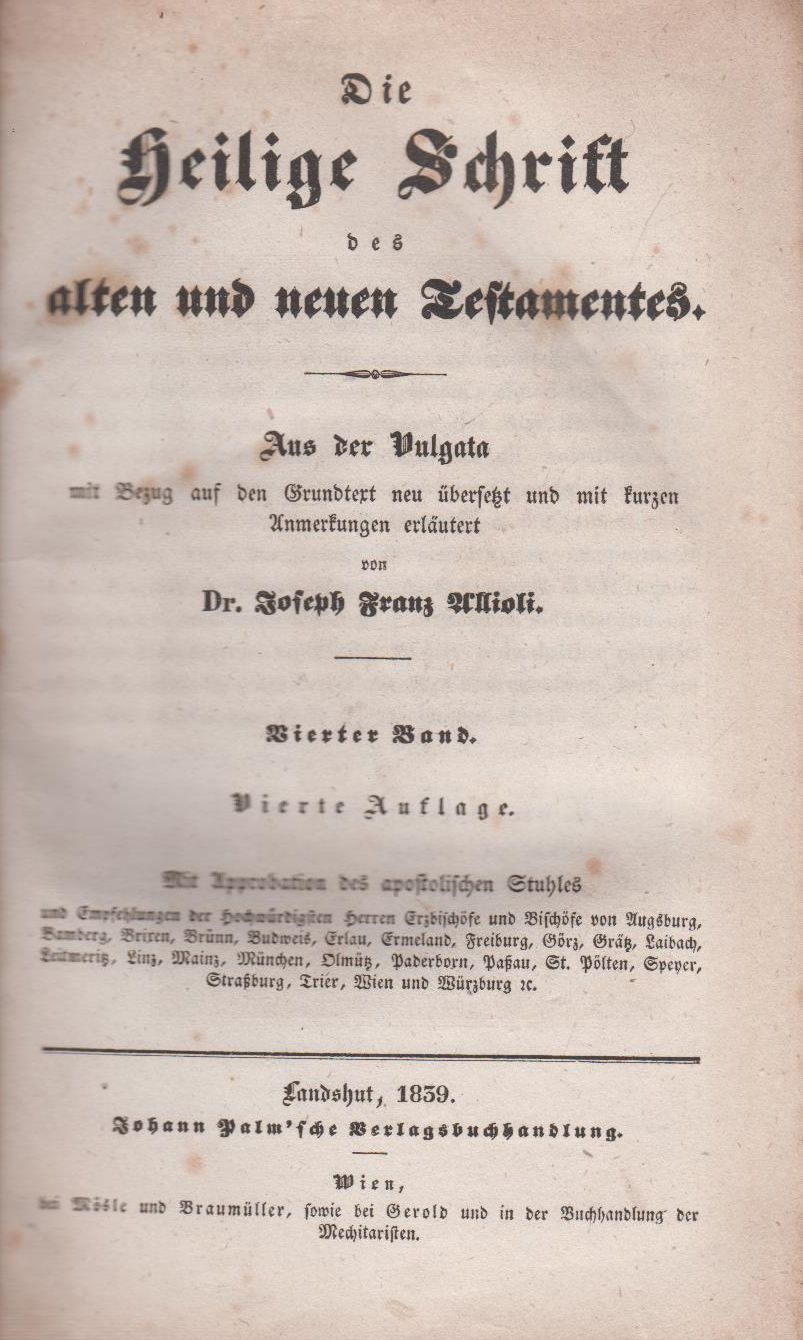 Die
Heilige Schrift
des
alten und neuen Testamentes.
Aus der Vulgata
mit Bezug auf den Grundtext neu übersetzt und mit kurzen
Anmerkungen erläutert
von
Dr. Joseph Franz Allioli.
Vierter Band.
Vierte Auflage.
Mit Approbation des apostolischen Stuhles
und Empfehlungen der Hochwürdigsten Herren Erzbischöfe und Bischöfe von Augsburg,
Bamberg, Brixen, Brünn, Budweis, Erlau, Ermeland, Freiburg, Görz, Grätz, Laibach,
Leitmeritz, Linz, Mainz, München, Olmütz, Paderborn, Paßau, St. Pölten, Speyer,
Straßburg, Trier, Wien und Würzburg ꝛc.
Landshut, 1839.
Johann Palm'sche Verlagsbuchhandlung.
Wien,
bei Mösle und Braumüller, sowie bei Gerold und in der Buchhandlung der
Mechitaristen.